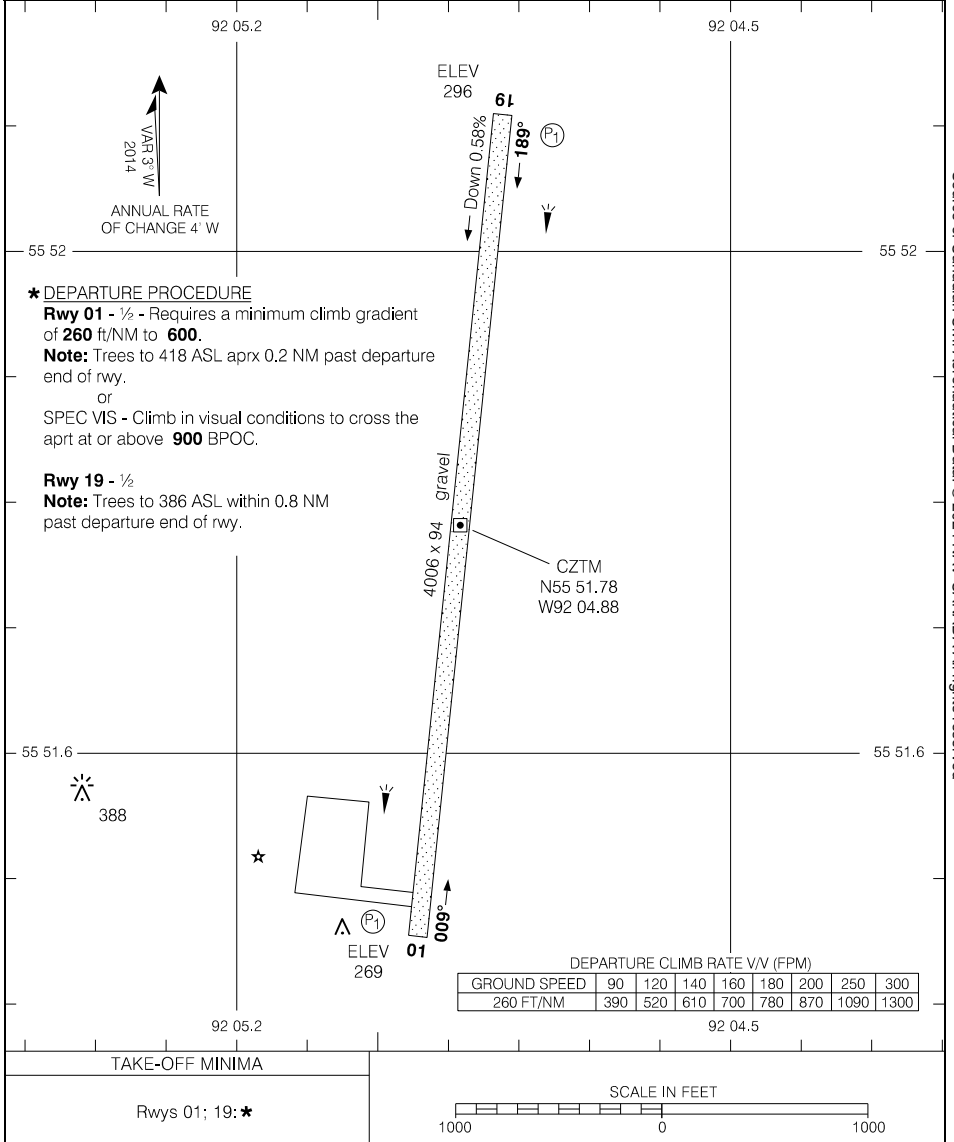 92 05.2
92 04.5
ELEV
296
19
189°
P1
Down 0.58%
VAR 3° W
2014
ANNUAL RATE
OF CHANGE 4' W
55 52
55 52
* DEPARTURE PROCEDURE
Rwy 01 - ½ - Requires a minimum climb gradient
of 260 ft/NM to 600.
Note: Trees to 418 ASL aprx 0.2 NM past departure
end of rwy.
or
SPEC VIS - Climb in visual conditions to cross the
aprt at or above 900 BPOC.
Rwy 19 - ½
Note: Trees to 386 ASL within 0.8 NM
past departure end of rwy.
4006 x 94 gravel
CZTM
N55 51.78
W92 04.88
55 51.6
55 51.6
388
009°
P1
ELEV
269
01
DEPARTURE CLIMB RATE V/V (FPM)
GROUND SPEED 90 120 140 160 180 200 250 300
260 FT/NM 390 520 610 700 780 870 1090 1300
92 05.2
92 04.5
TAKE-OFF MINIMA
Rwys 01; 19: *
SCALE IN FEET
1000 0 1000